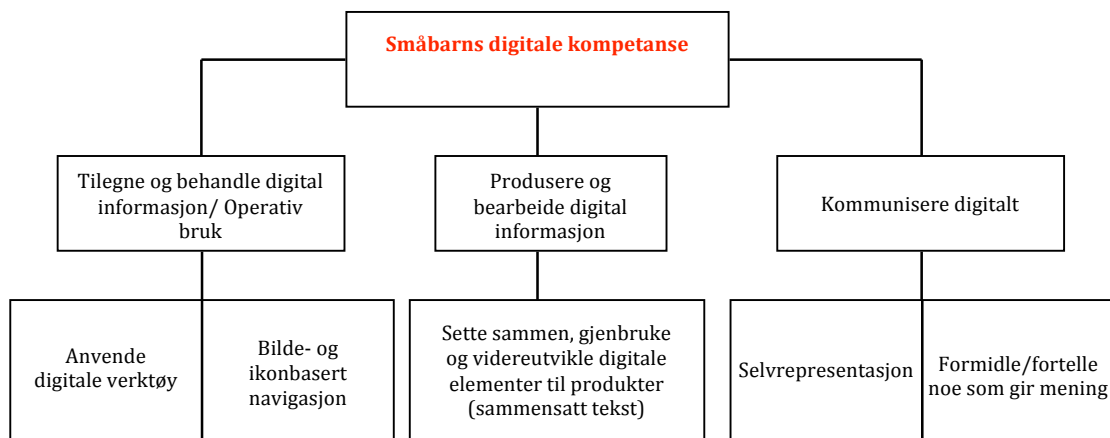 Småbarns digitale kompetanse
Tilegne og behandle digital
informasjon/ Operativ
bruk
Produsere og
bearbeide digital
informasjon
Kommunisere digitalt
Anvende
digitale verktøy
Bilde- og
ikonbasert
navigasjon
Sette sammen, gjenbruke
og videreutvikle digitale
elementer til produkter
(sammensatt tekst)
Selvrepresentasjon
Formidle/fortelle
noe som gir mening